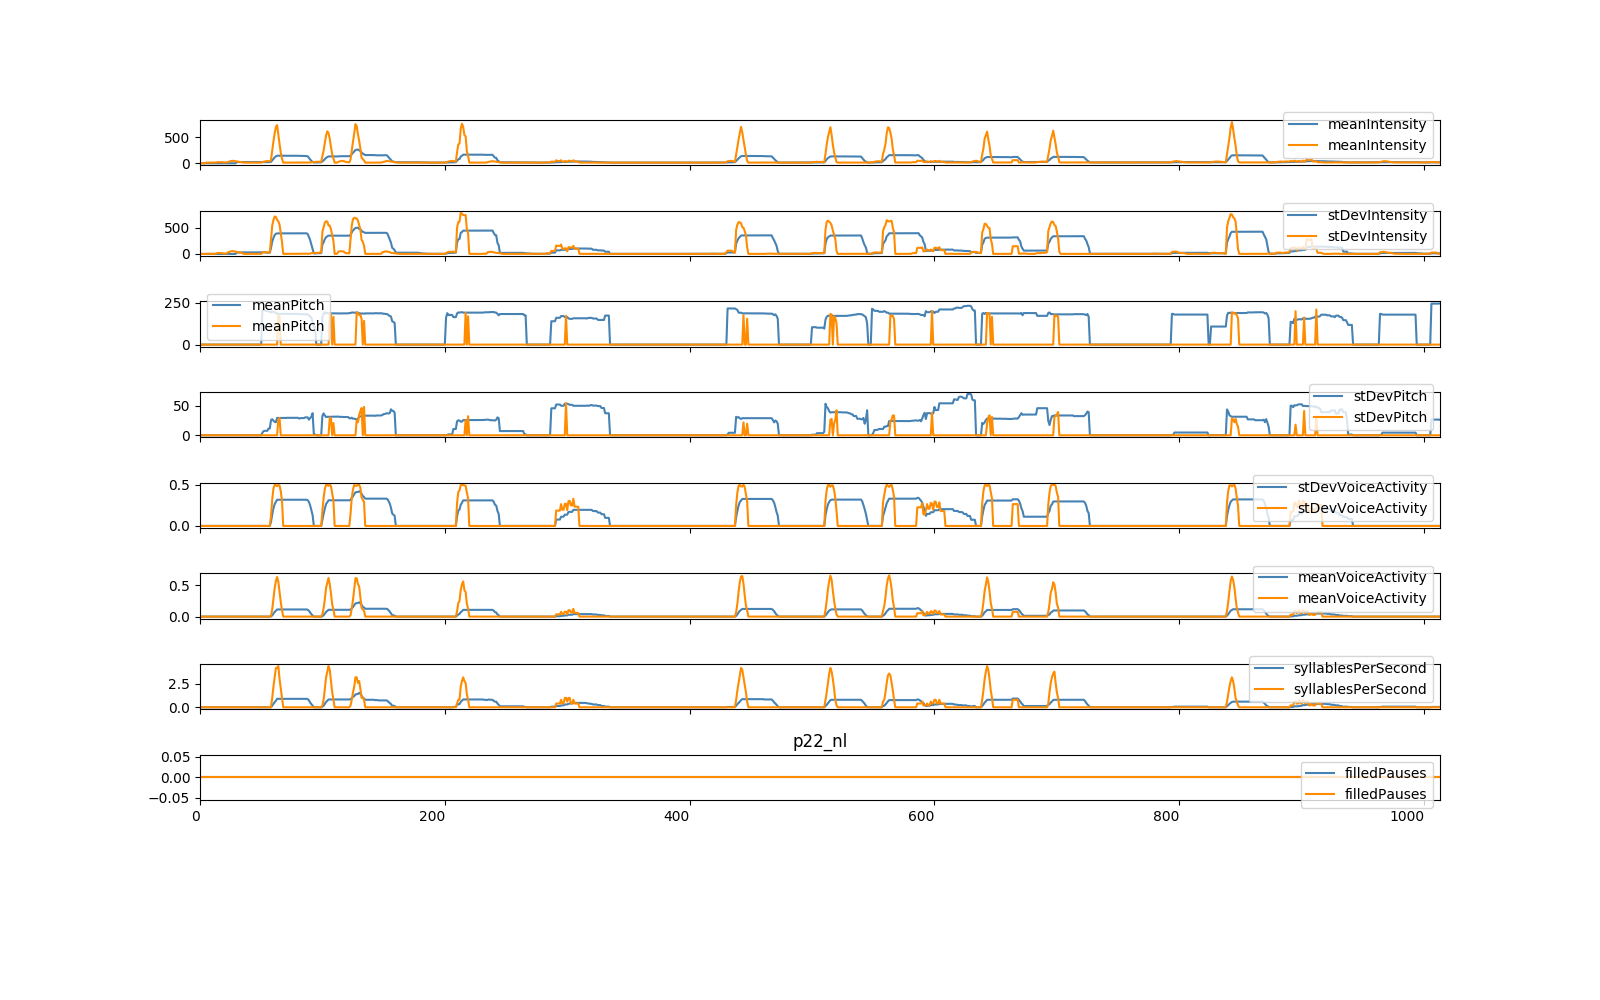 500
0
meanIntensity
meanIntensity
500
0
stDevIntensity
stDevIntensity
250
0
meanPitch
meanPitch
50
0
stDevPitch
stDevPitch
0.5
0.0
stDevVoiceActivity
stDevVoiceActivity
0.5
0.0
meanVoiceActivity
meanVoiceActivity
2.5
0.0
syllablesPerSecond
syllablesPerSecond
p22_nl
0.05
0.00
−0.05
filledPauses
filledPauses
0 200 400 600 800 1000